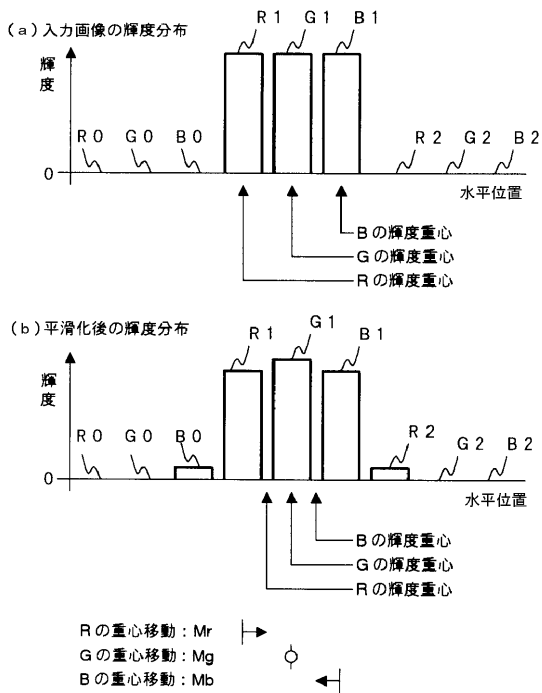 (a)入力画像の輝度分布
R1 G1 B1
輝度
R0 G0 B0 R2 G2 B2
0
水平位置
Bの輝度重心
Gの輝度重心
Rの輝度重心
(b)平滑化後の輝度分布
R1 G1 B1
輝度
R0 G0 B0 R2 G2 B2
0
水平位置
Bの輝度重心
Gの輝度重心
Rの輝度重心
Rの重心移動：Mr
Gの重心移動：Mg
Bの重心移動：Mb